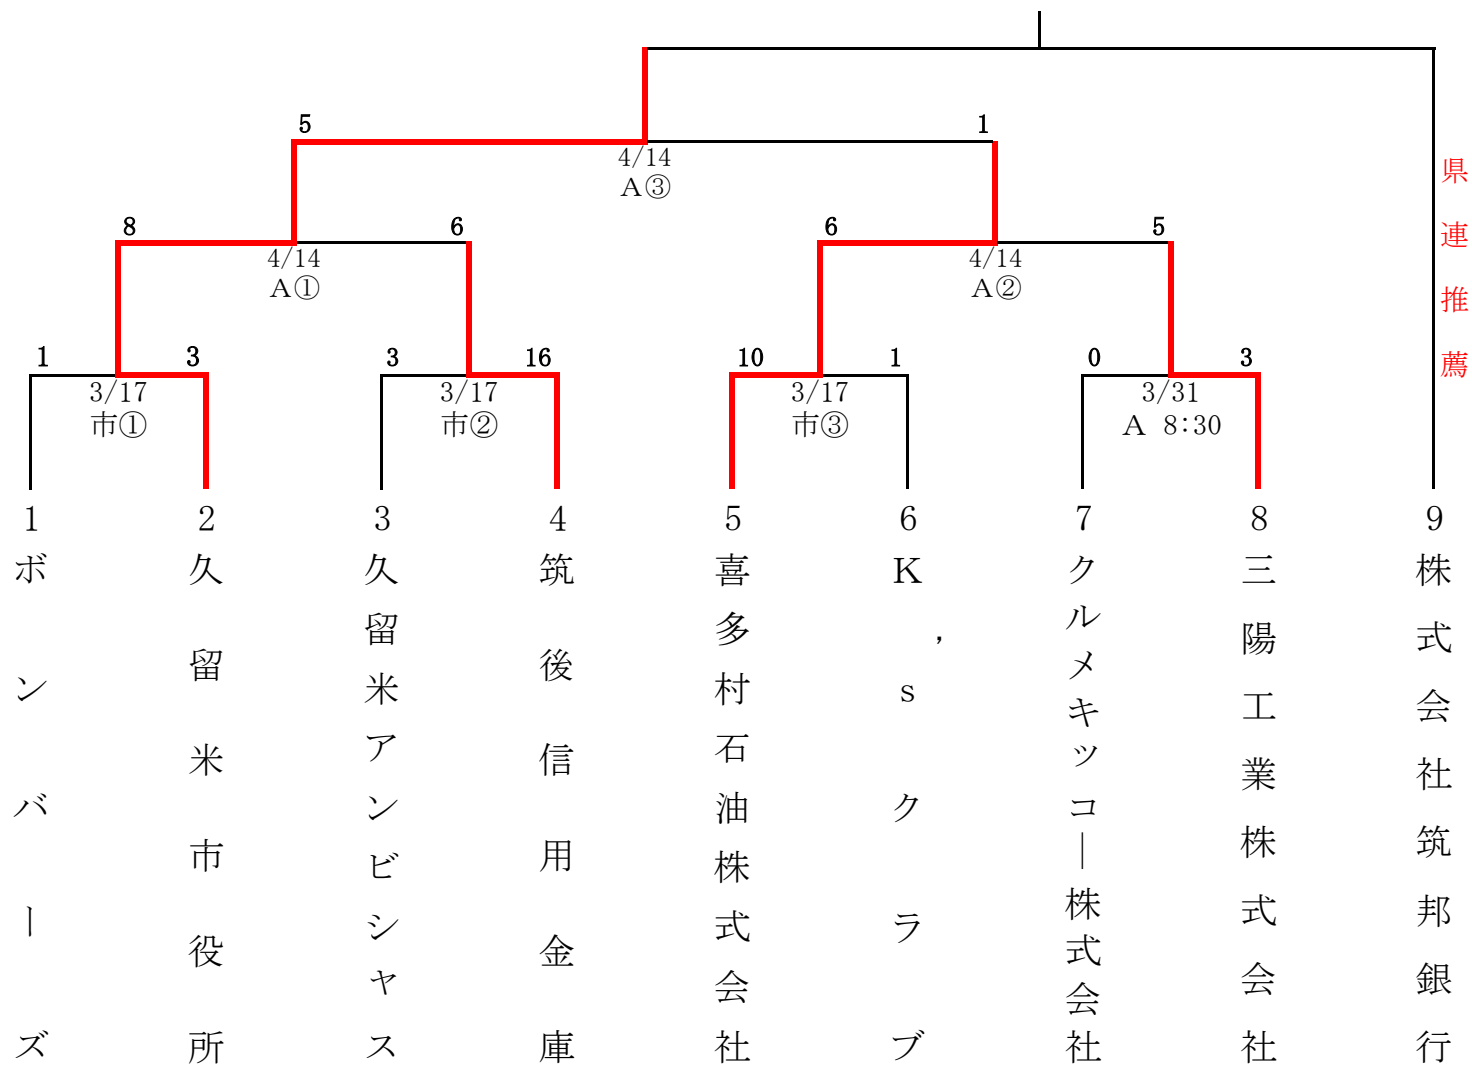 5 1
4/14
A③
県連推薦
8 6 6 5
4/14 4/14
A① A②
1 3 3 16 10 1 0 3
3/17 3/17 3/17 3/31
市① 市② 市③ A 8:30
1 2 3 4 5 6 7 8 9
ボンバーズ
久留米市役所
久留米アンビシャス
筑後信用金庫
喜多村石油株式会社
K’sクラブ
クルメキッコー株式会社
三陽工業株式会社
株式会社筑邦銀行